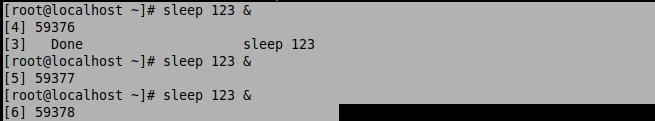 [root@localhost ~]# sleep 123 &
[4] 59376
[3]   Done                    sleep 123
[root@localhost ~]# sleep 123 &
[5] 59377
[root@localhost ~]# sleep 123 &
[6] 59378